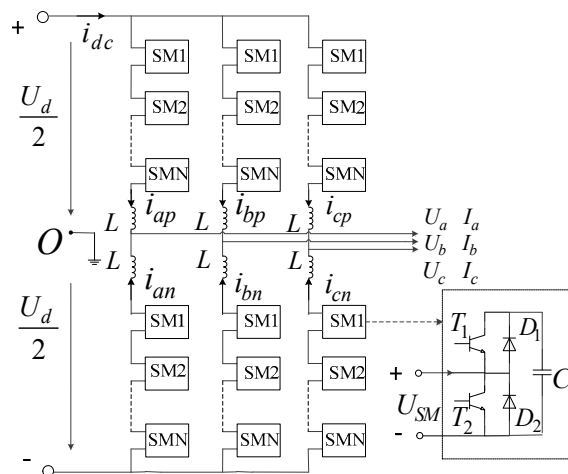 +
i_dc
SM1 SM1 SM1
U_d/2
SM2 SM2 SM2
SMN SMN SMN
i_ap i_bp i_cp
L L L
U_a I_a
O
U_b I_b
L L L
U_c I_c
i_an i_bn i_cn
U_d/2
SM1 SM1 SM1
T_1 D_1
+
C
SM2 SM2 SM2
U_SM
T_2 D_2
-
SMN SMN SMN
-